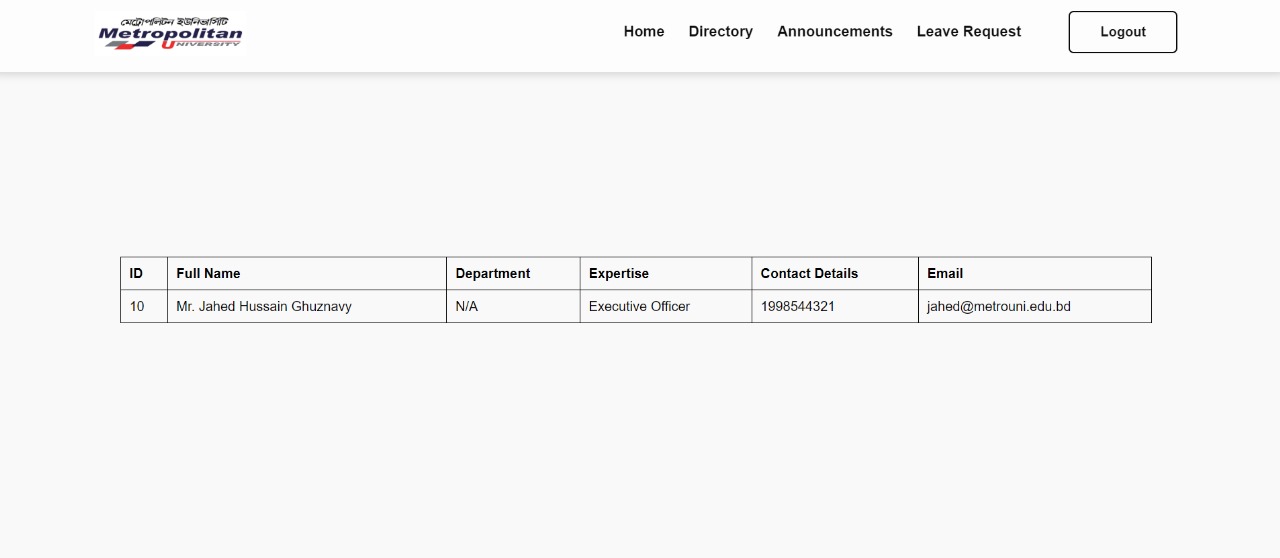 মেট্রোপলিটন ইউনিভার্সিটি
Metropolitan
UNIVERSITY
Home Directory Announcements Leave Request Logout
ID Full Name Department Expertise Contact Details Email
10 Mr. Jahed Hussain Ghuznavy N/A Executive Officer 1998544321 jahed@metrouni.edu.bd